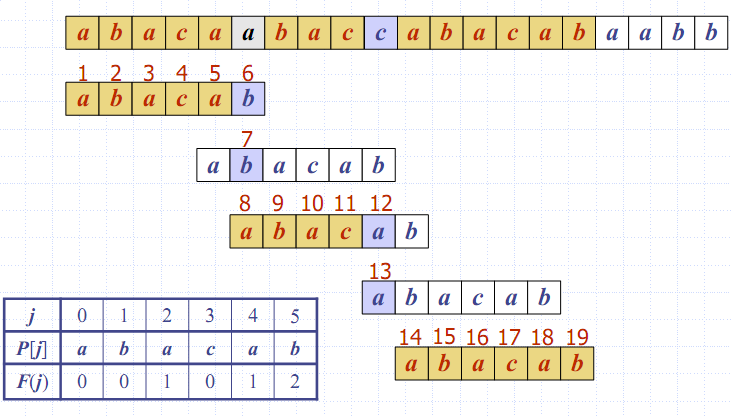 a b a c a a b a c c a b a c a b a a b b
1 2 3 4 5 6
a b a c a b
7
a b a c a b
8 9 10 11 12
a b a c a b
13
a b a c a b
14 15 16 17 18 19
a b a c a b
j 0 1 2 3 4 5
P[j] a b a c a b
F(j) 0 0 1 0 1 2